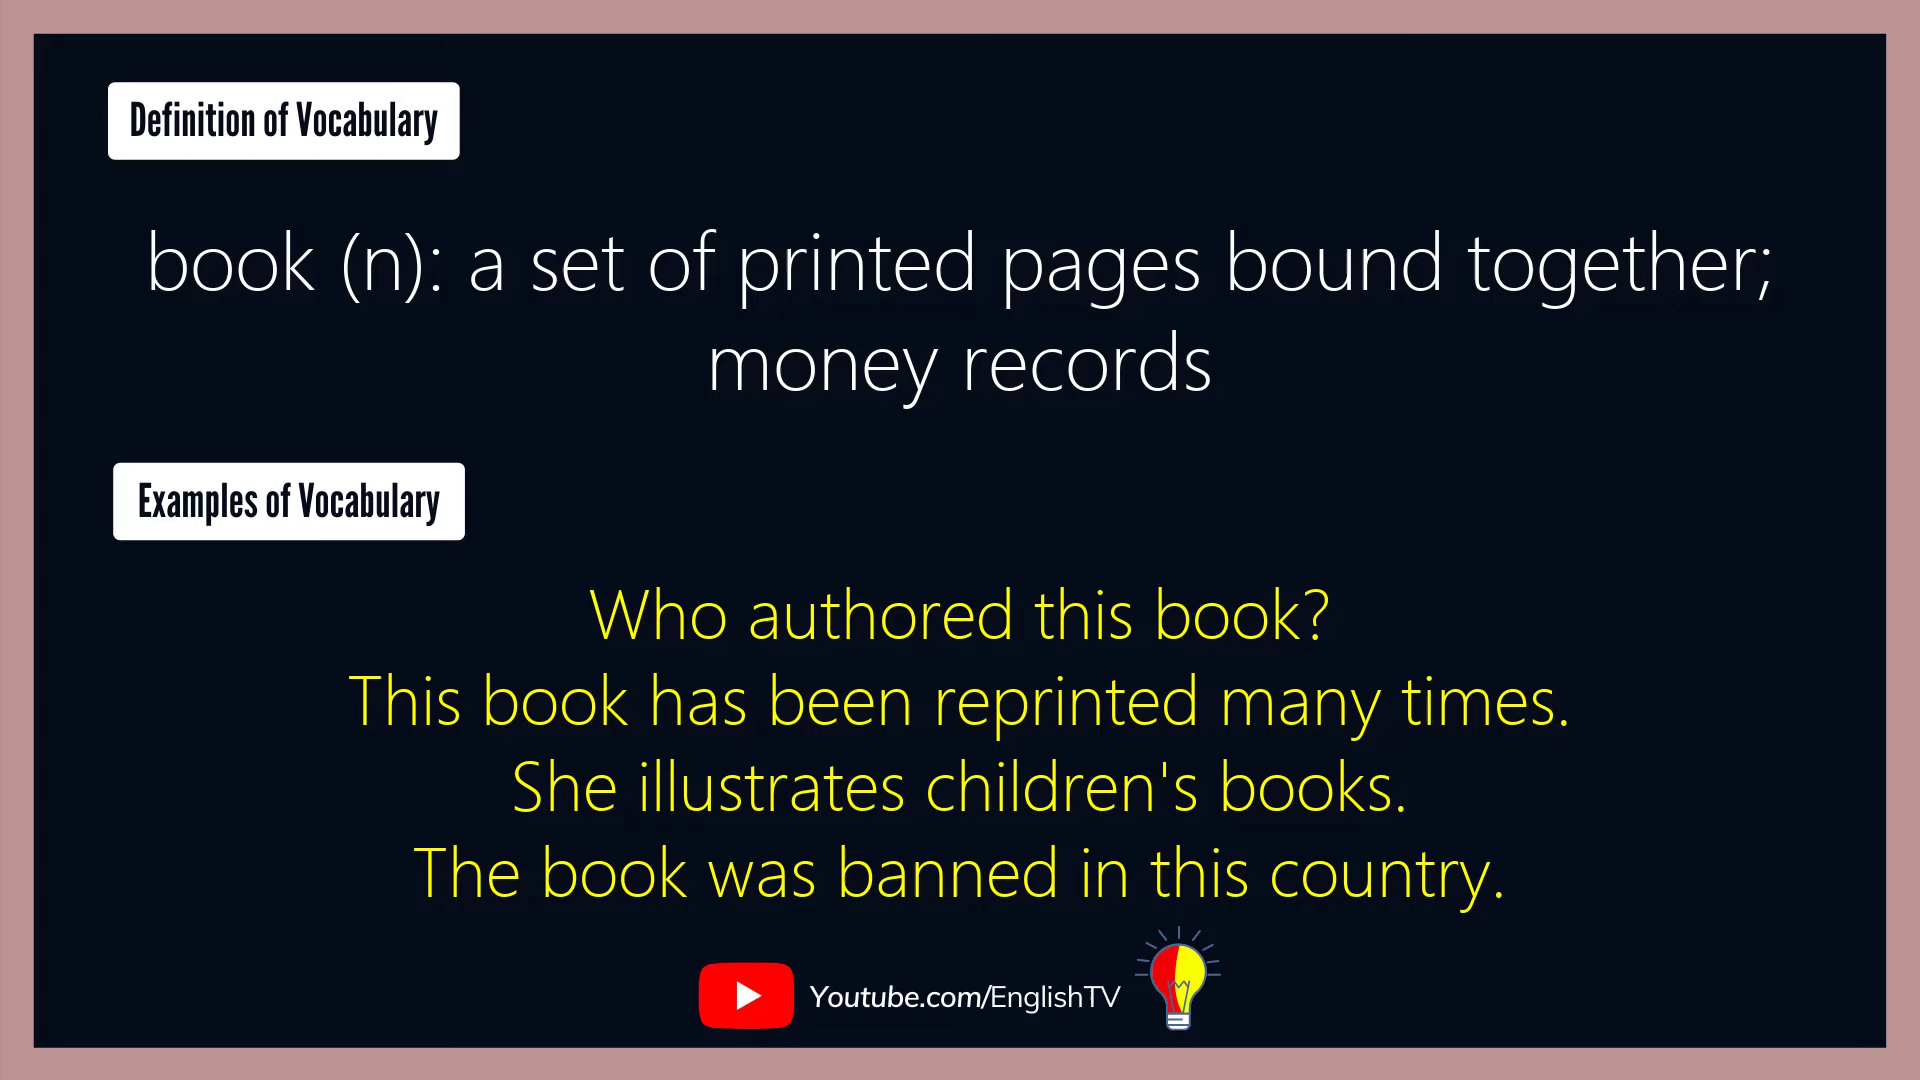 Definition of Vocabulary
book (n): a set of printed pages bound together;
money records
Examples of Vocabulary
Who authored this book?
This book has been reprinted many times.
She illustrates children's books.
The book was banned in this country.
Youtube.com/EnglishTV